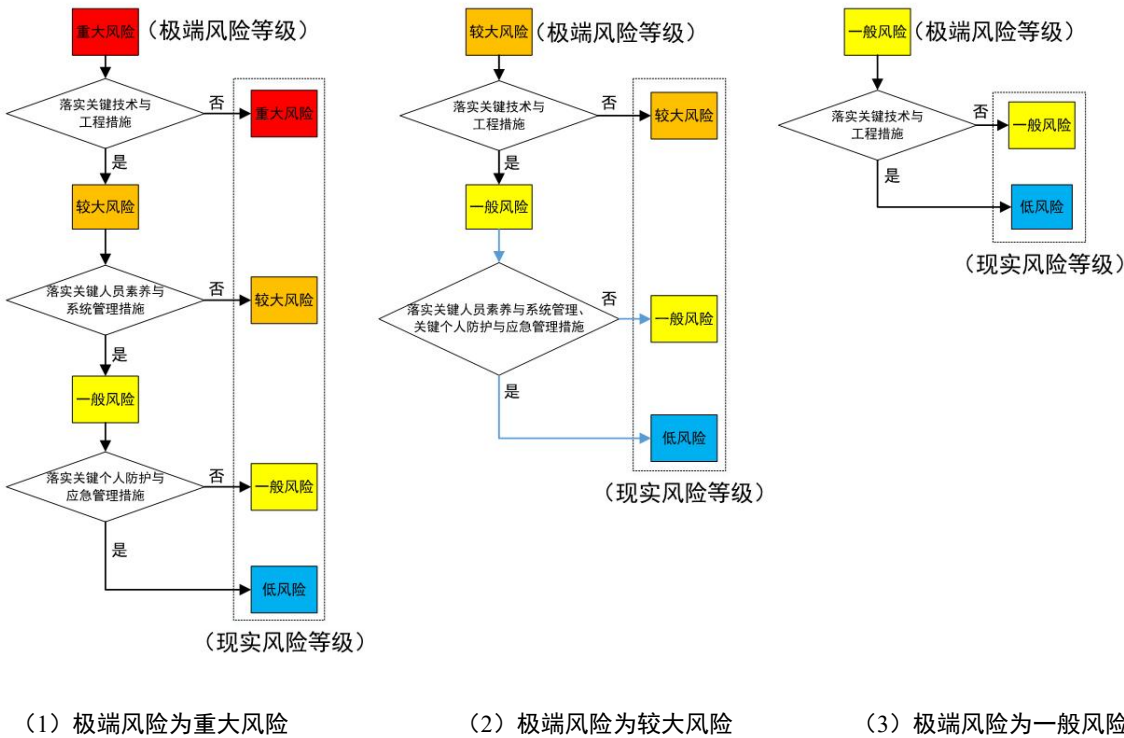 重大风险
（极端风险等级）
落实关键技术与
工程措施
否
重大风险
是
较大风险
落实关键人员素养与
系统管理措施
否
较大风险
是
一般风险
落实关键个人防护与
应急管理措施
否
一般风险
是
低风险
（现实风险等级）
（1）极端风险为重大风险
较大风险
（极端风险等级）
落实关键技术与
工程措施
否
较大风险
是
一般风险
落实关键人员素养与系统管理、
关键个人防护与应急管理措施
否
一般风险
是
低风险
（现实风险等级）
（2）极端风险为较大风险
一般风险
（极端风险等级）
落实关键技术与
工程措施
否
一般风险
是
低风险
（现实风险等级）
（3）极端风险为一般风险